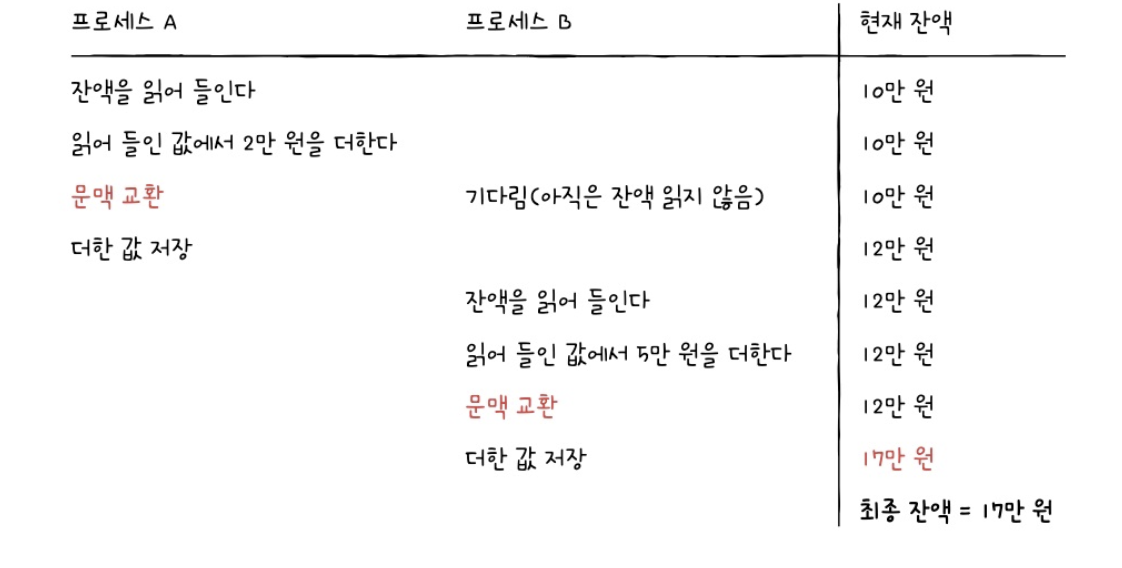 프로세스 A 프로세스 B 현재 잔액
잔액을 읽어 들인다 10만 원
읽어 들인 값에서 2만 원을 더한다 10만 원
문맥 교환 기다림(아직은 잔액 읽지 않음) 10만 원
더한 값 저장 12만 원
잔액을 읽어 들인다 12만 원
읽어 들인 값에서 5만 원을 더한다 12만 원
문맥 교환 12만 원
더한 값 저장 17만 원
최종 잔액 = 17만 원